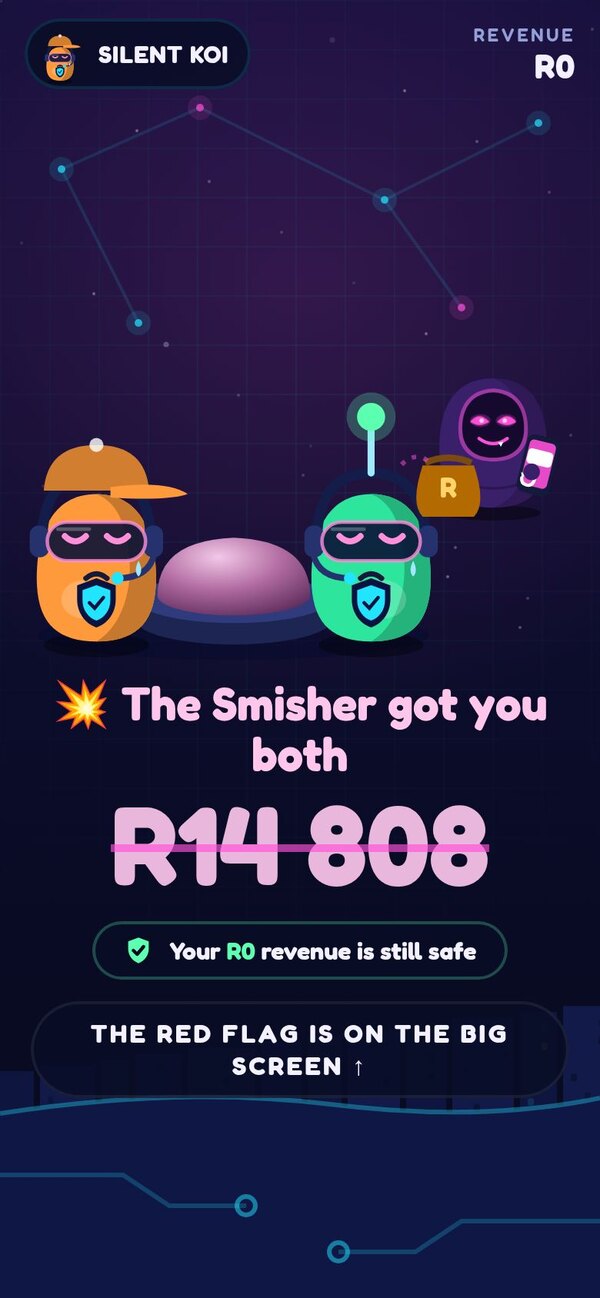 SILENT KOI
REVENUE
R0
R
💥 The Smisher got you
both
R14 808
Your R0 revenue is still safe
THE RED FLAG IS ON THE BIG
SCREEN ↑